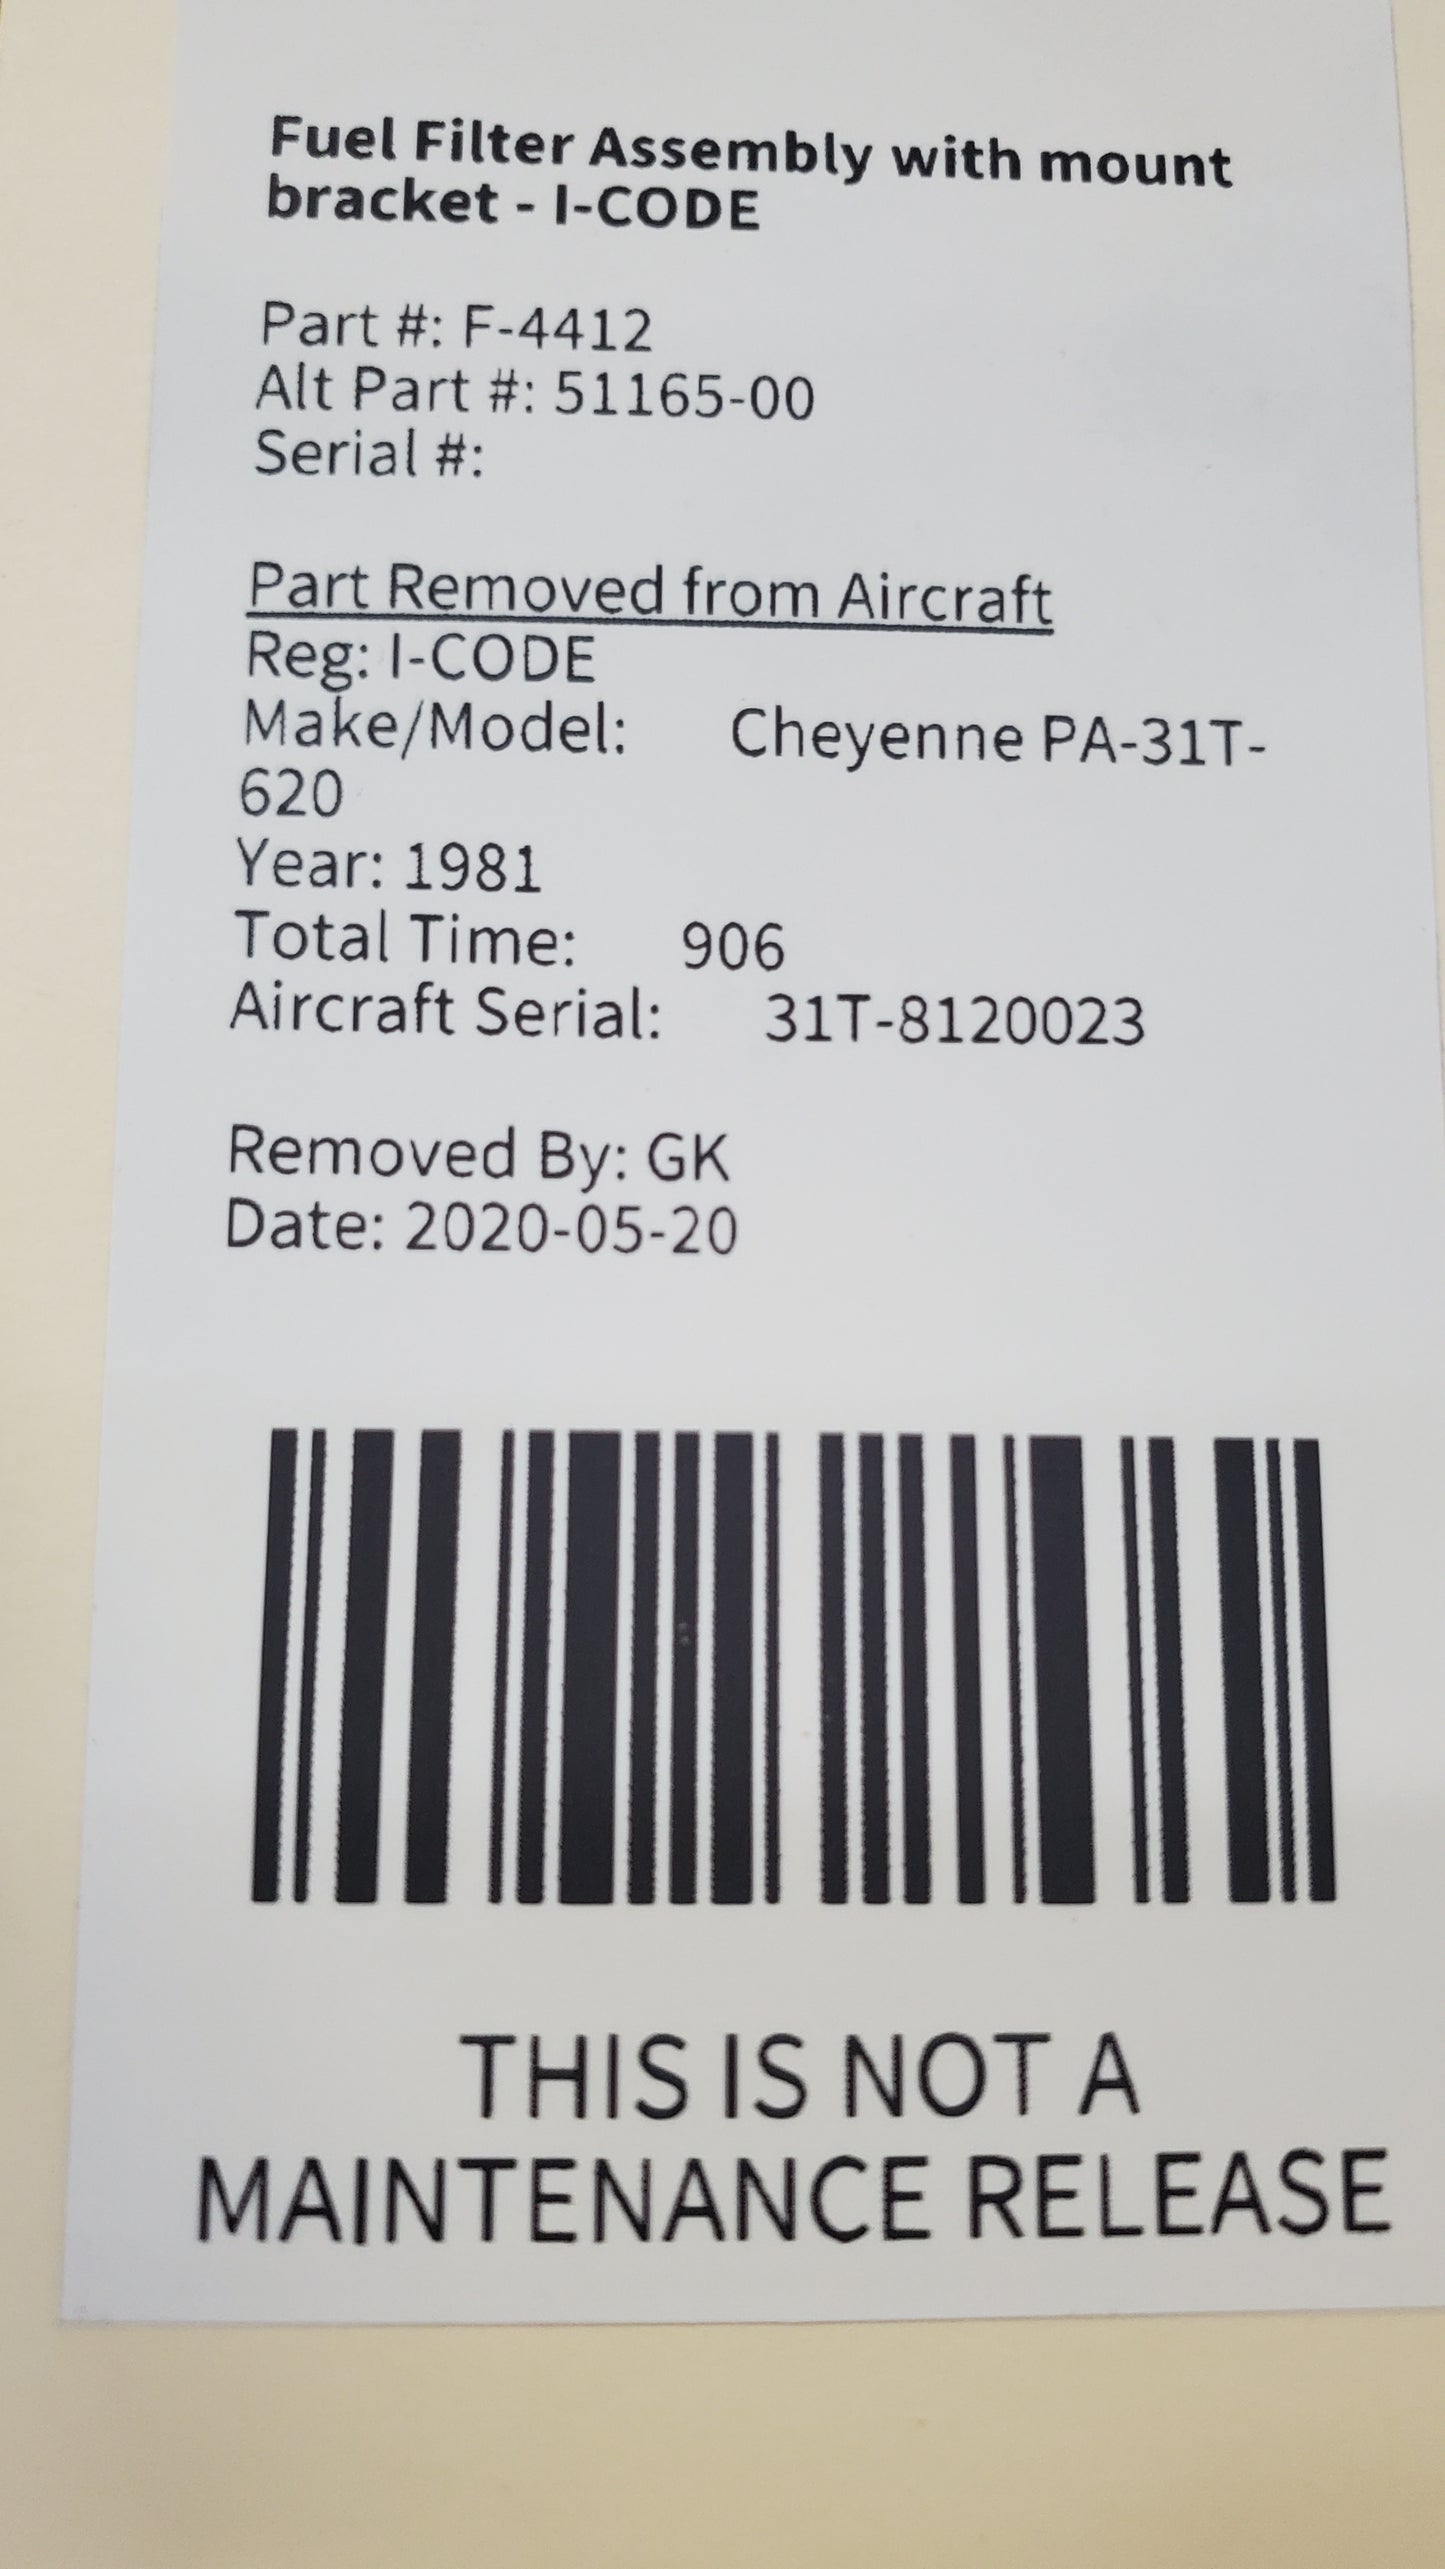 Fuel Filter Assembly with mount
bracket - I-CODE
Part #: F-4412
Alt Part #: 51165-00
Serial #:
Part Removed from Aircraft
Reg: I-CODE
Make/Model: Cheyenne PA-31T-
620
Year: 1981
Total Time: 906
Aircraft Serial: 31T-8120023
Removed By: GK
Date: 2020-05-20
THIS IS NOT A
MAINTENANCE RELEASE